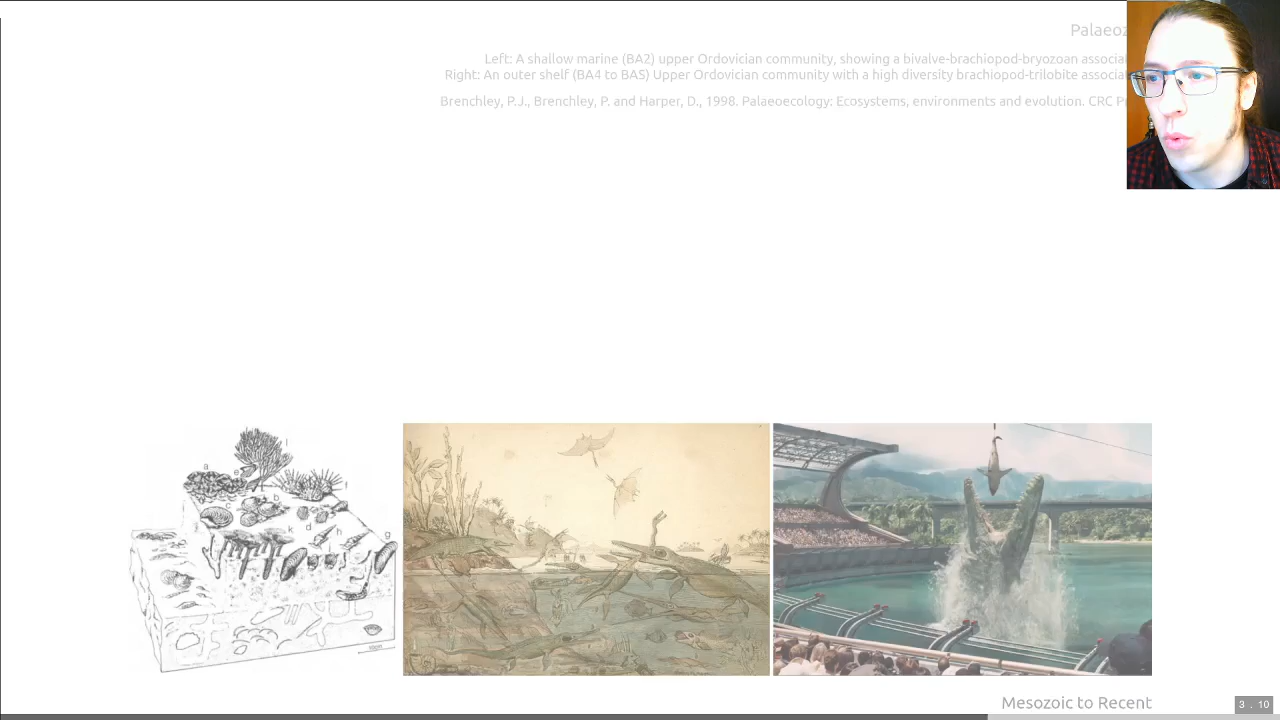 Palaeoz
Left: A shallow marine (BA2) upper Ordovician community, showing a bivalve-brachiopod-bryozoan associa
Right: An outer shelf (BA4 to BAS) Upper Ordovician community with a high diversity brechiopod-trilobite associa
Brenchley, P.J., Brenchley, P. and Harper, D., 1998. Palaeoecology: Ecosystems, environments and evolution. CRC P
Mesozoic to Recent
3 . 10